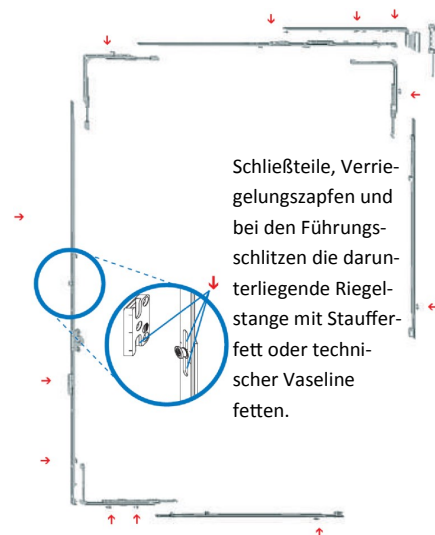 Schließteile, Verrie-
gelungszapfen und
bei den Führungs-
schlitzen die darun-
terliegende Riegel-
stange mit Stauffer-
fett oder techni-
scher Vaseline
fetten.